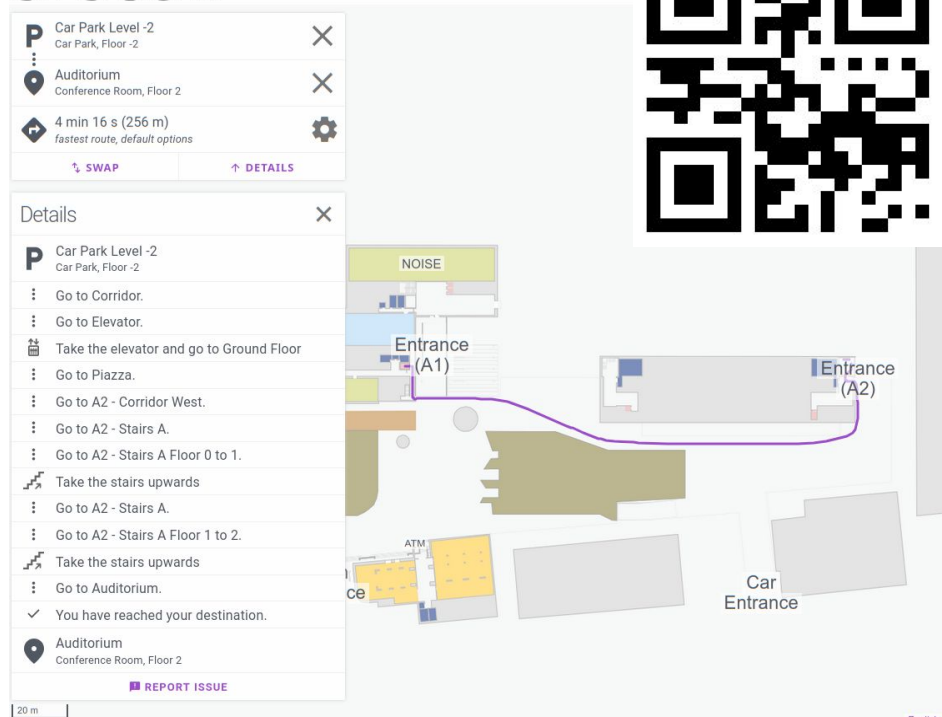 Car Park Level -2
Car Park, Floor -2
Auditorium
Conference Room, Floor 2
4 min 16 s (256 m)
fastest route, default options
SWAP
DETAILS
Details
Car Park Level -2
Car Park, Floor -2
Go to Corridor.
Go to Elevator.
Take the elevator and go to Ground Floor
Go to Piazza.
Go to A2 - Corridor West.
Go to A2 - Stairs A.
Go to A2 - Stairs A Floor 0 to 1.
Take the stairs upwards
Go to A2 - Stairs A.
Go to A2 - Stairs A Floor 1 to 2.
Take the stairs upwards
Go to Auditorium.
You have reached your destination.
Auditorium
Conference Room, Floor 2
REPORT ISSUE
20 m
NOISE
Entrance
(A1)
Entrance
(A2)
ATM
ce
Car
Entrance